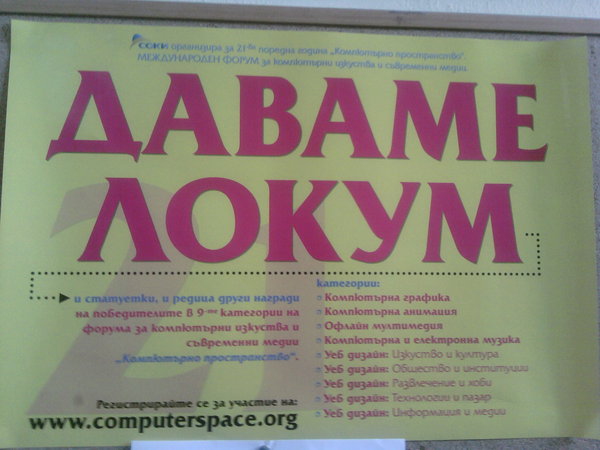 СОКИ организира за 21-ва поредна година „Компютърно пространство".
МЕЖДУНАРОДЕН ФОРУМ за компютърни изкуства и съвременни медии
ДАВАМЕ
ЛОКУМ
21
и статуетки, и редица други награди
на победителите в 9-те категории на
форума за компютърни изкуства и
съвременни медии
„Компютърно пространство".
Регистрирайте се за участие на:
www.computerspace.org
категории:
Компютърна графика
Компютърна анимация
Офлайн мултимедия
Компютърна и електронна музика
Уеб дизайн: Изкуство и култура
Уеб дизайн: Общество и институции
Уеб дизайн: Развлечение и хоби
Уеб дизайн: Технологии и пазар
Уеб дизайн: Информация и медии